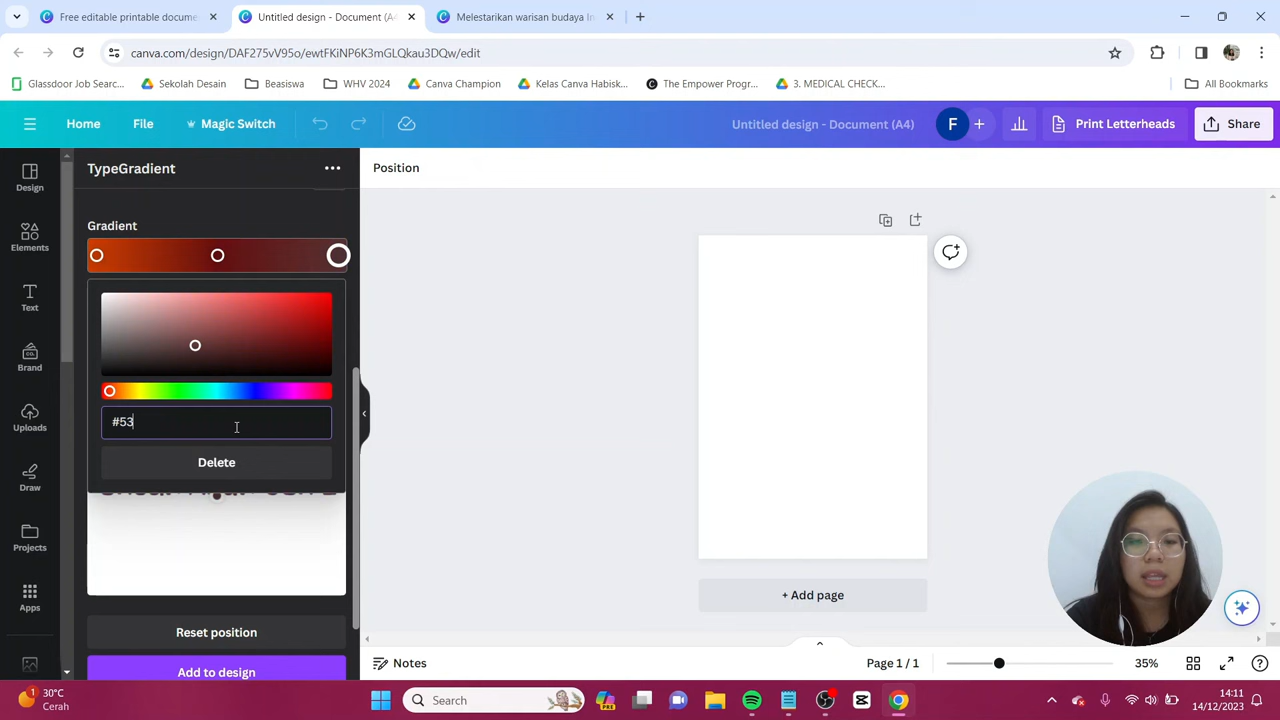 Free editable printable docume
Untitled design - Document (A4
Melestarikan warisan budaya In
canva.com/design/DAF275vV95o/ewtFKiNP6K3mGLQkau3DQw/edit
Glassdoor Job Searc...
Sekolah Desain
Beasiswa
WHV 2024
Canva Champion
Kelas Canva Habisk...
The Empower Progr...
3. MEDICAL CHECK...
All Bookmarks
Home
File
Magic Switch
Untitled design - Document (A4)
F
Print Letterheads
Share
TypeGradient
Position
Design
Elements
Text
Brand
Uploads
Draw
Projects
Apps
Gradient
#53
Delete
Reset position
Add to design
+ Add page
Notes
Page 1 / 1
35%
1
30°C
Cerah
Search
14:11
14/12/2023